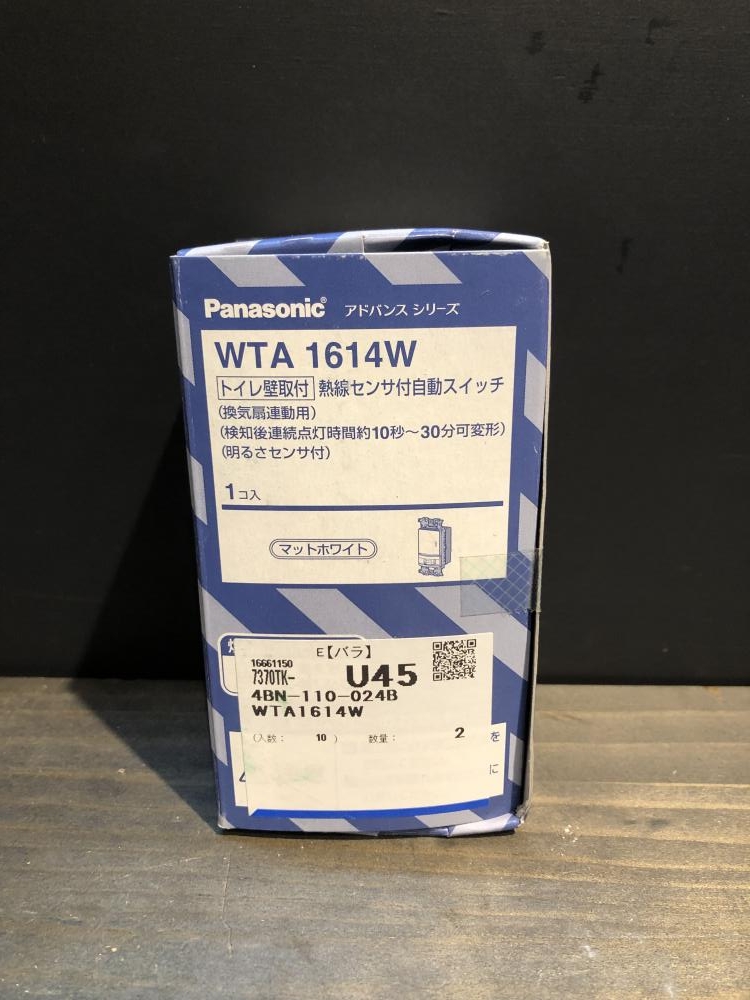 Panasonic® アドバンス シリーズ
WTA 1614W
トイレ壁取付 熱線センサ付自動スイッチ
(換気扇連動用)
(検知後連続点灯時間約10秒～30分可変形)
(明るさセンサ付)
1コ入
マットホワイト
E【バラ】
16661150
7370TK- U45
4BN-110-024B
WTA1614W
(入数: 10) 数量: 2
を
に